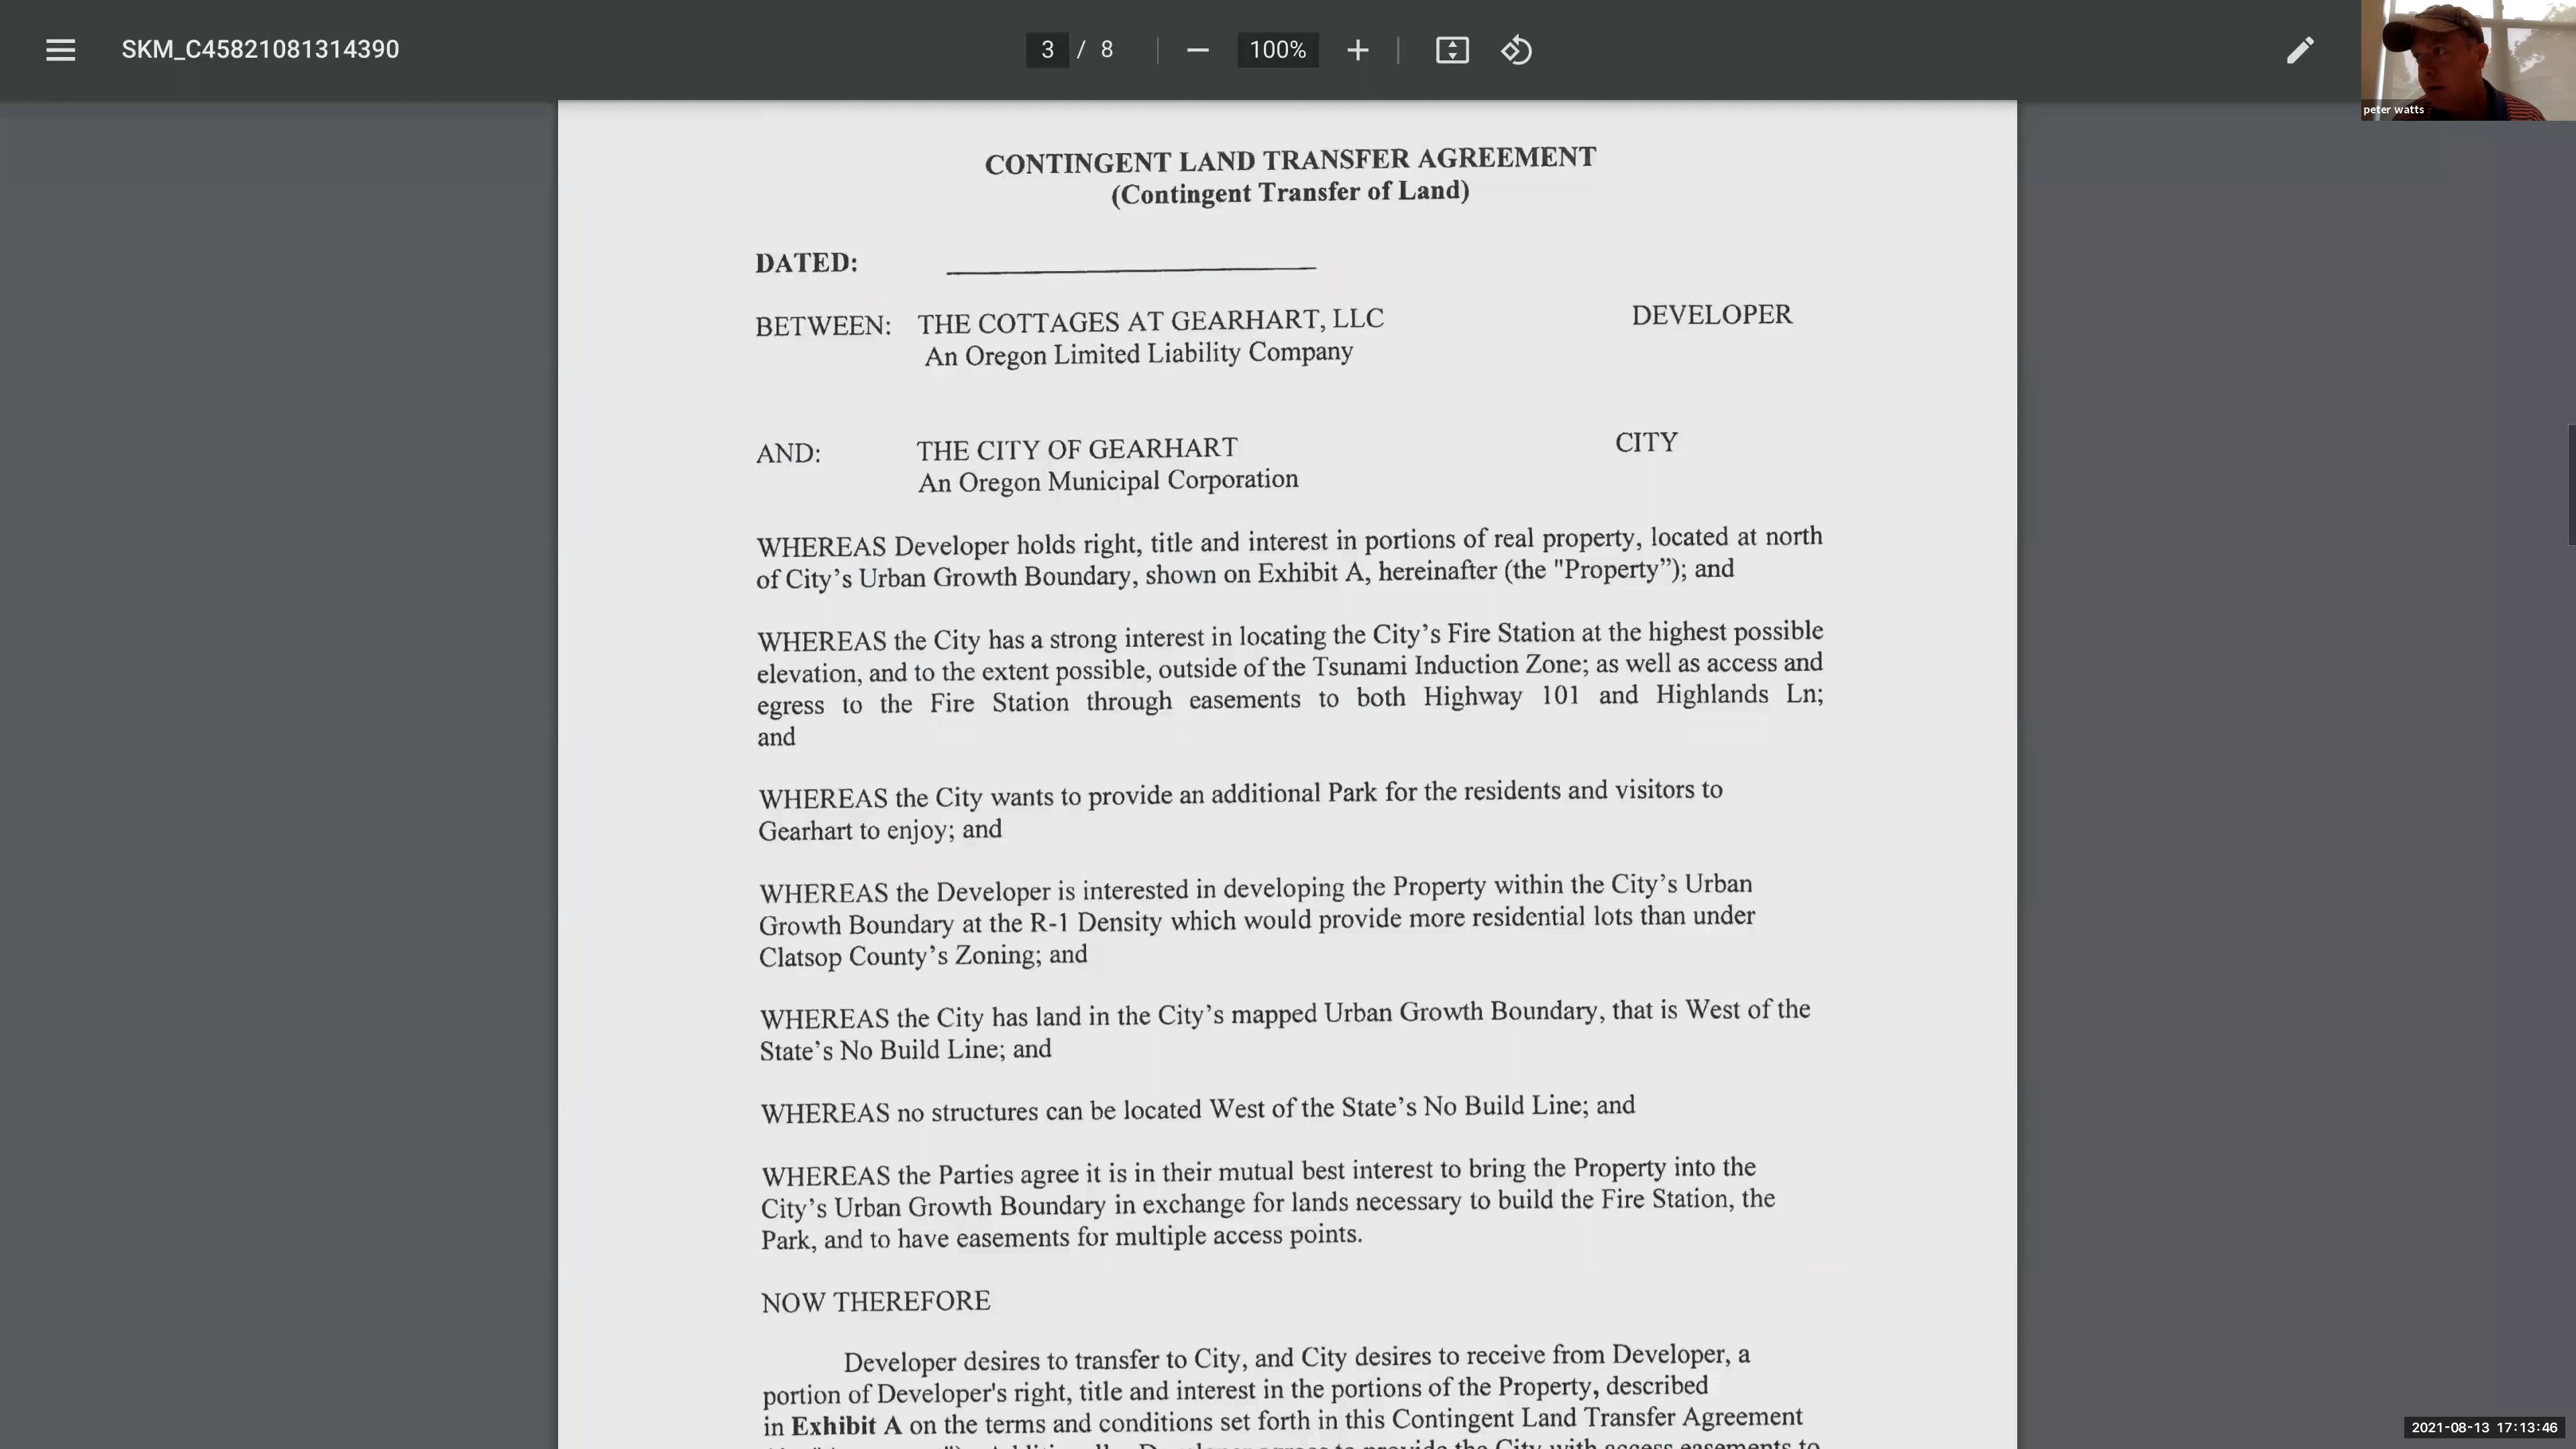 SKM_C45821081314390
3 / 8
100%
peter watts
CONTINGENT LAND TRANSFER AGREEMENT
(Contingent Transfer of Land)
DATED:
BETWEEN: THE COTTAGES AT GEARHART, LLC DEVELOPER
An Oregon Limited Liability Company
AND: THE CITY OF GEARHART CITY
An Oregon Municipal Corporation
WHEREAS Developer holds right, title and interest in portions of real property, located at north
of City's Urban Growth Boundary, shown on Exhibit A, hereinafter (the "Property"); and
WHEREAS the City has a strong interest in locating the City's Fire Station at the highest possible
elevation, and to the extent possible, outside of the Tsunami Induction Zone; as well as access and
egress to the Fire Station through easements to both Highway 101 and Highlands Ln;
and
WHEREAS the City wants to provide an additional Park for the residents and visitors to
Gearhart to enjoy; and
WHEREAS the Developer is interested in developing the Property within the City's Urban
Growth Boundary at the R-1 Density which would provide more residential lots than under
Clatsop County's Zoning; and
WHEREAS the City has land in the City's mapped Urban Growth Boundary, that is West of the
State's No Build Line; and
WHEREAS no structures can be located West of the State's No Build Line; and
WHEREAS the Parties agree it is in their mutual best interest to bring the Property into the
City's Urban Growth Boundary in exchange for lands necessary to build the Fire Station, the
Park, and to have easements for multiple access points.
NOW THEREFORE
Developer desires to transfer to City, and City desires to receive from Developer, a
portion of Developer's right, title and interest in the portions of the Property, described
in Exhibit A on the terms and conditions set forth in this Contingent Land Transfer Agreement
2021-08-13 17:13:46